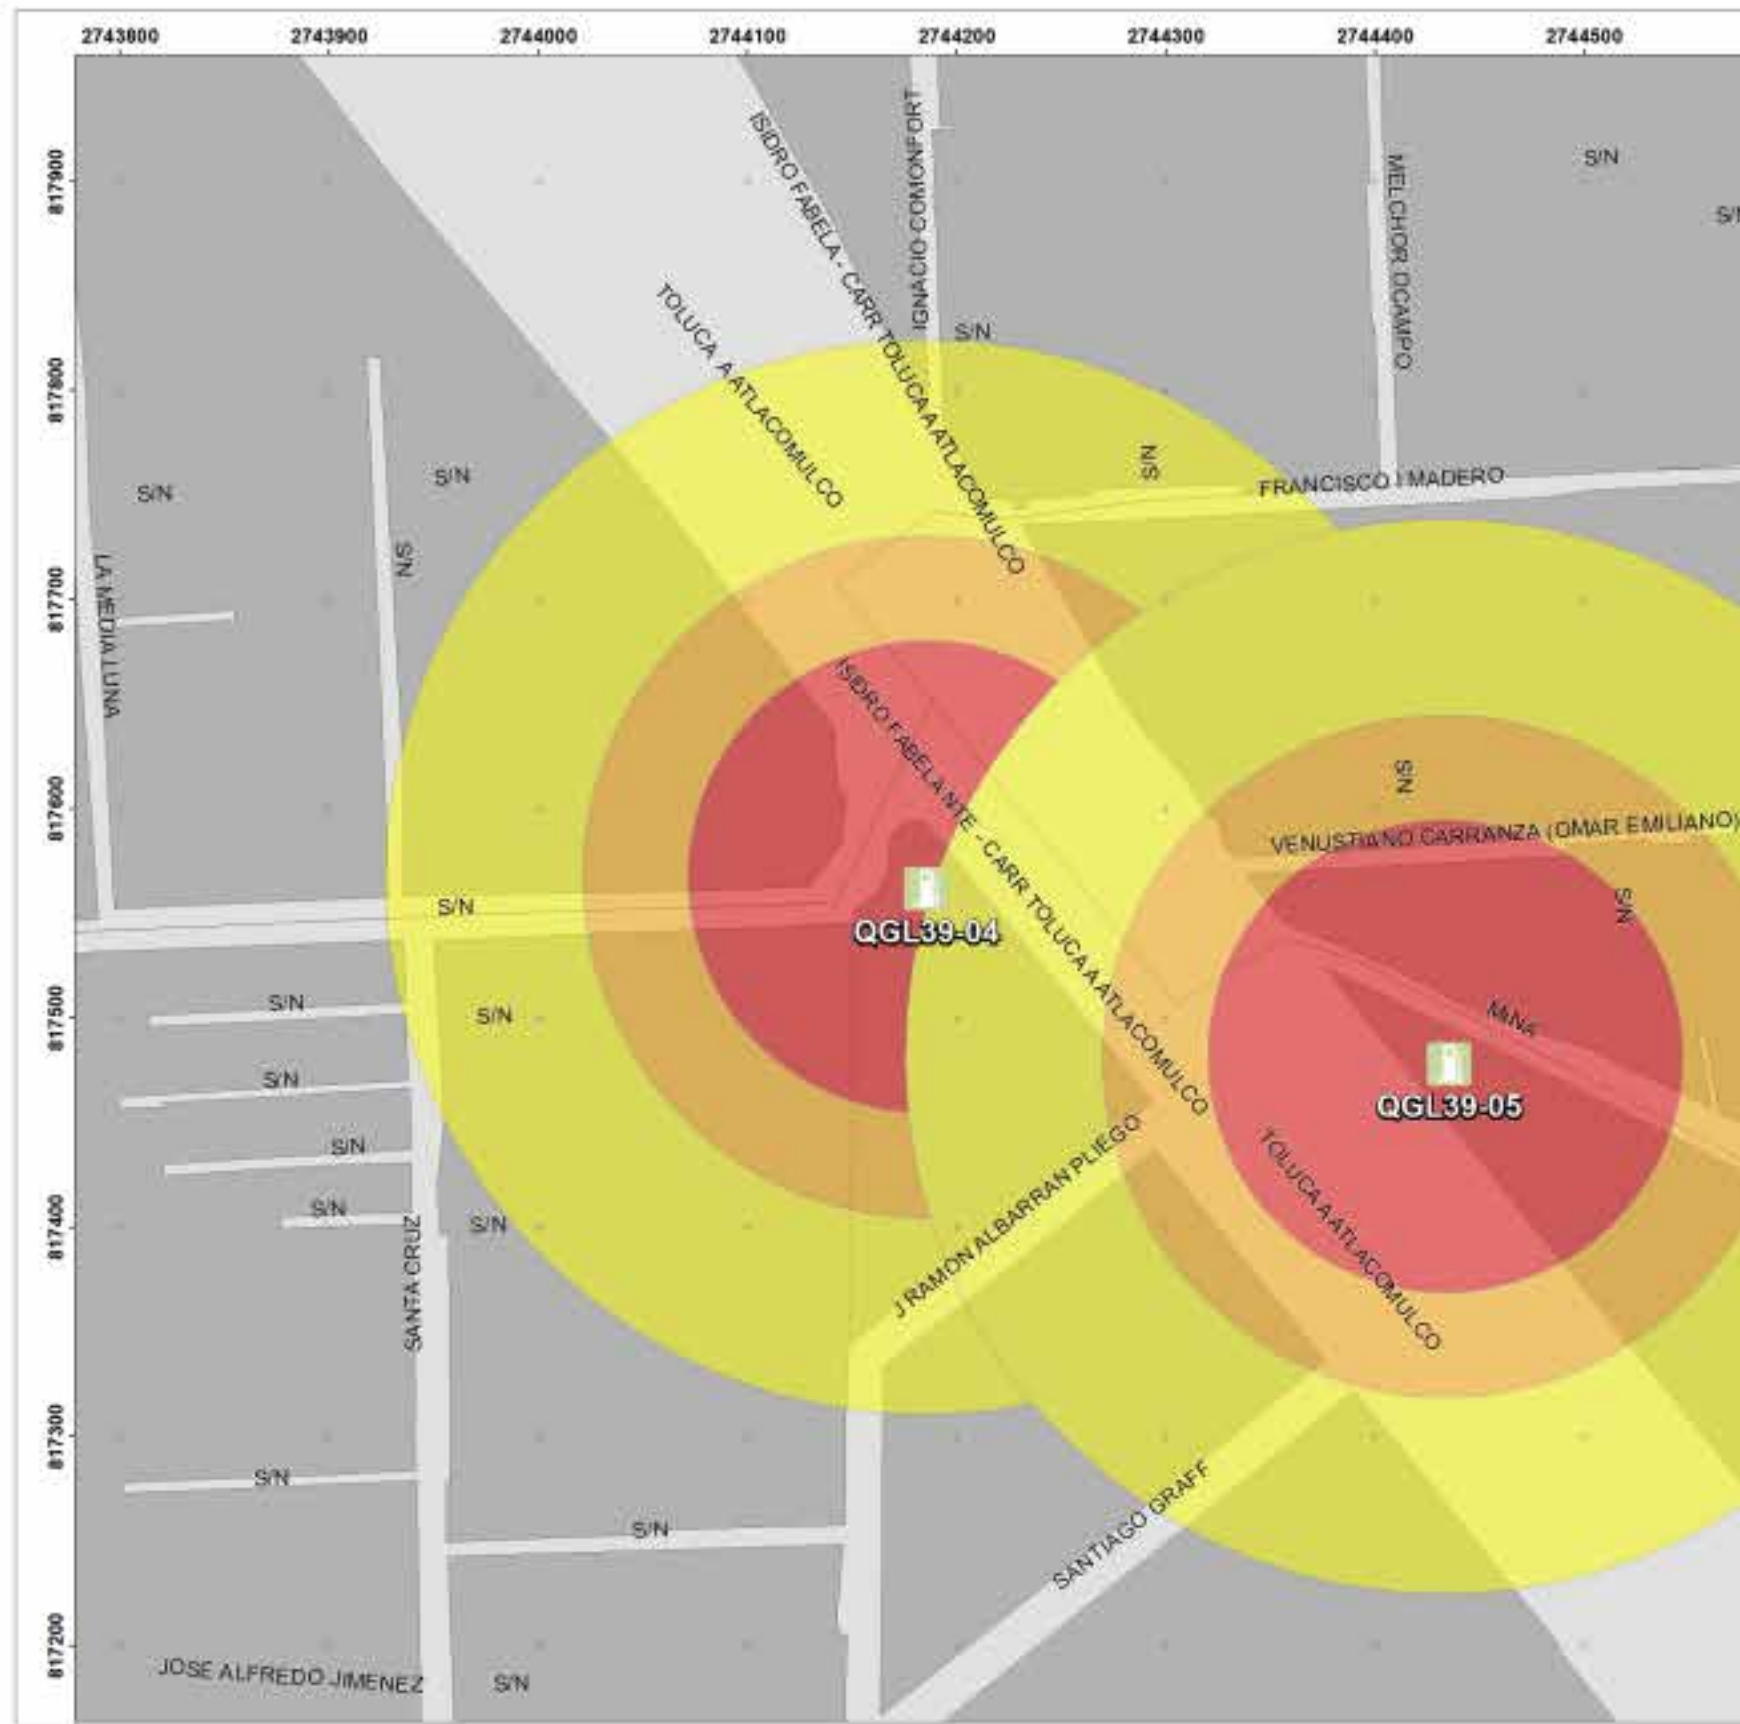 2743800 2743900 2744000 2744100 2744200 2744300 2744400 2744500
817900
817800
817700
817600
817500
817400
817300
817200
ISIDRO FABELA - CARR TOLUCA A ATLACOMULCO
IGNACIO COMONFORT
MELCHOR OCAMPO
S/N
TOLUCA A ATLACOMULCO
S/N
S/N
S/N
S/N
FRANCISCO I MADERO
S/N
LA MEDIA LUNA
ISIDRO FABELA NTE - CARR TOLUCA A ATLACOMULCO
S/N
VENUSTIANO CARRANZA (OMAR EMILIANO)
S/N
S/N
QGL39-04
S/N
S/N
MINA
S/N
QGL39-05
S/N
S/N
S/N
J RAMON ALBARRAN PLIEGO
TOLUCA A ATLACOMULCO
SANTA CRUZ
S/N
S/N
SANTIAGO GRAFF
JOSE ALFREDO JIMENEZ
S/N